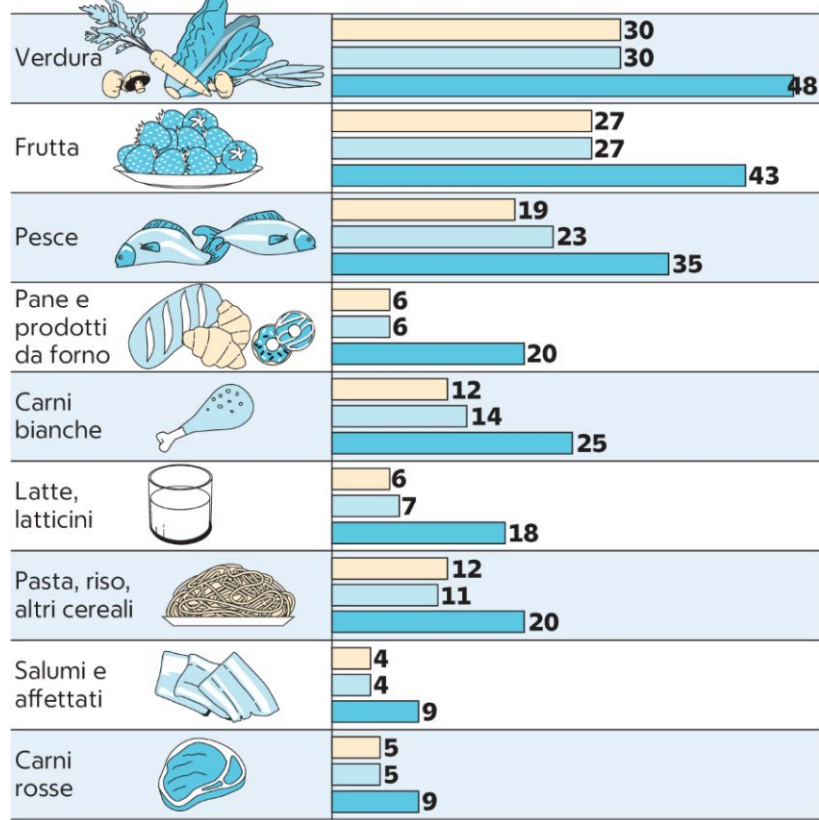 Verdura
30
30
48
Frutta
27
27
43
Pesce
19
23
35
Pane e
prodotti
da forno
6
6
20
Carni
bianche
12
14
25
Latte,
latticini
6
7
18
Pasta, riso,
altri cereali
12
11
20
Salumi e
affettati
4
4
9
Carni
rosse
5
5
9